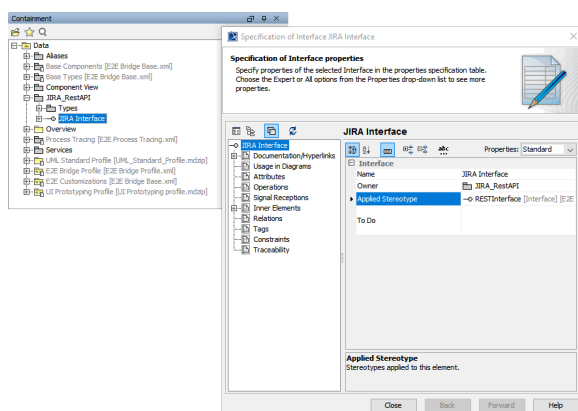 Containment
Data
Aliases
Base Components [E2E Bridge Base.xml]
Base Types [E2E Bridge Base.xml]
Component View
JIRA_RestAPI
Types
JIRA Interface
Overview
Process Tracing [E2E Process Tracing.xml]
Services
UML Standard Profile [UML_Standard_Profile.mdzip]
E2E Bridge Profile [E2E Bridge Profile.xml]
E2E Customizations [E2E Bridge Base.xml]
UI Prototyping Profile [UI Prototyping profile.mdzip]
Specification of Interface JIRA Interface
Specification of Interface properties
Specify properties of the selected Interface in the properties specification table.
Choose the Expert or All options from the Properties drop-down list to see more
properties.
JIRA Interface
Documentation/Hyperlinks
Usage in Diagrams
Attributes
Operations
Signal Receptions
Inner Elements
Relations
Tags
Constraints
Traceability
JIRA Interface
Properties: Standard
Interface
Name JIRA Interface
Owner JIRA_RestAPI
Applied Stereotype RESTInterface [Interface] [E2E
To Do
Applied Stereotype
Stereotypes applied to this element.
Close Back Forward Help